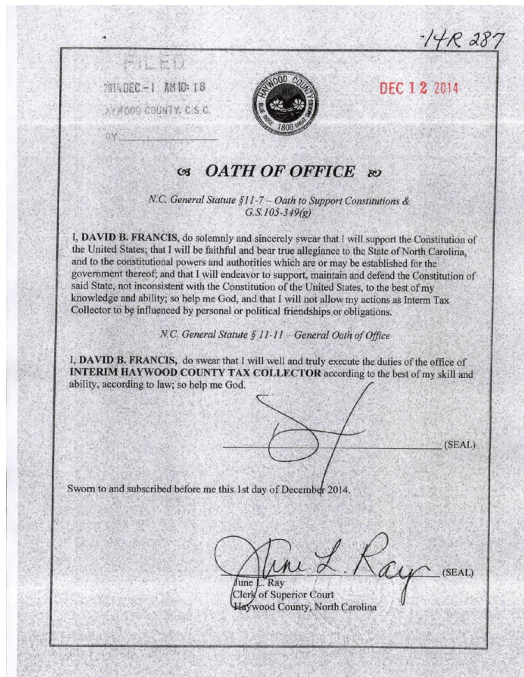 -14R 287
FILED
2014 DEC -1 AM 10: 18
HAYWOOD COUNTY, C.S.C.
BY
DEC 12 2014
HAYWOOD COUNTY
1808
OATH OF OFFICE
N.C. General Statute §11-7 – Oath to Support Constitutions &
G.S.105-349(g)
I, DAVID B. FRANCIS, do solemnly and sincerely swear that I will support the Constitution of
the United States; that I will be faithful and bear true allegiance to the State of North Carolina,
and to the constitutional powers and authorities which are or may be established for the
government thereof; and that I will endeavor to support, maintain and defend the Constitution of
said State, not inconsistent with the Constitution of the United States, to the best of my
knowledge and ability; so help me God, and that I will not allow my actions as Interm Tax
Collector to be influenced by personal or political friendships or obligations.
N.C. General Statute § 11-11 – General Oath of Office
I, DAVID B. FRANCIS, do swear that I will well and truly execute the duties of the office of
INTERIM HAYWOOD COUNTY TAX COLLECTOR according to the best of my skill and
ability, according to law; so help me God.
(SEAL)
Sworn to and subscribed before me this 1st day of December 2014.
June L. Ray
(SEAL)
June L. Ray
Clerk of Superior Court
Haywood County, North Carolina